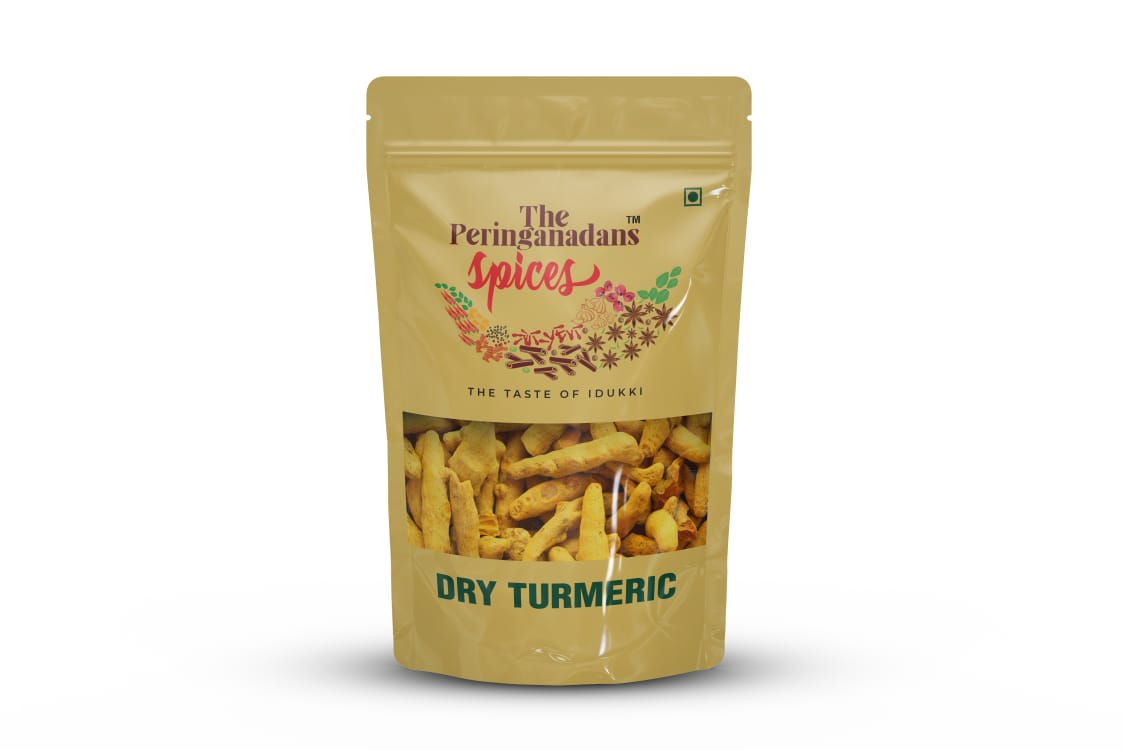 The
Peringanadans™
spices
THE TASTE OF IDUKKI
DRY TURMERIC